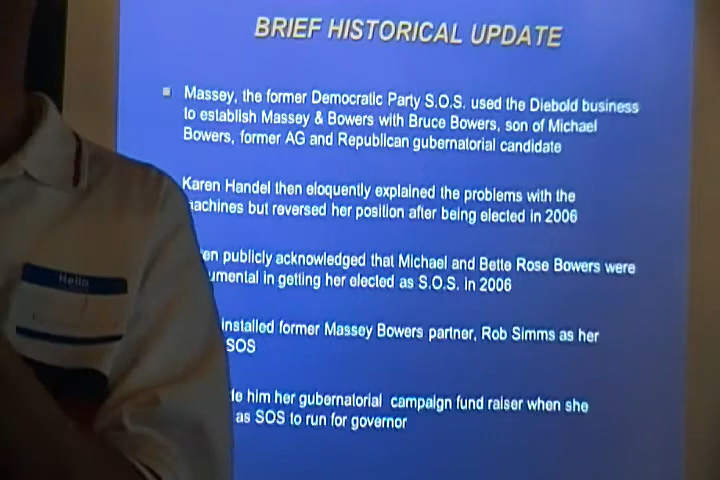 BRIEF HISTORICAL UPDATE
Massey, the former Democratic Party S.O.S. used the Diebold business
to establish Massey & Bowers with Bruce Bowers, son of Michael
Bowers, former AG and Republican gubernatorial candidate
Karen Handel then eloquently explained the problems with the
achines but reversed her position after being elected in 2006
en publicly acknowledged that Michael and Bette Rose Bowers were
umental in getting her elected as S.O.S. in 2006
installed former Massey Bowers partner, Rob Simms as her
SOS
de him her gubernatorial campaign fund raiser when she
as SOS to run for governor
Hello